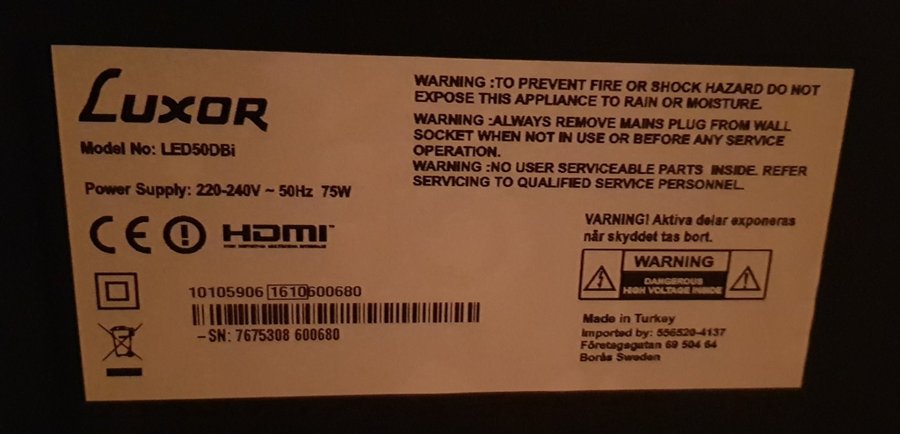 LUXOR
Model No: LED50DBi
Power Supply: 220-240V ~ 50Hz 75W
CE
HDMI
10105906 1610600680
-SN: 7675308 600680
WARNING :TO PREVENT FIRE OR SHOCK HAZARD DO NOT
EXPOSE THIS APPLIANCE TO RAIN OR MOISTURE.
WARNING :ALWAYS REMOVE MAINS PLUG FROM WALL
SOCKET WHEN NOT IN USE OR BEFORE ANY SERVICE
OPERATION.
WARNING :NO USER SERVICEABLE PARTS INSIDE. REFER
SERVICING TO QUALIFIED SERVICE PERSONNEL.
VARNING! Aktiva delar exponeras
når skyddet tas bort.
WARNING
DANGEROUS
HIGH VOLTAGE INSIDE
Made in Turkey
Imported by: 556520-4137
Företagsgatan 69 504 64
Borås Sweden